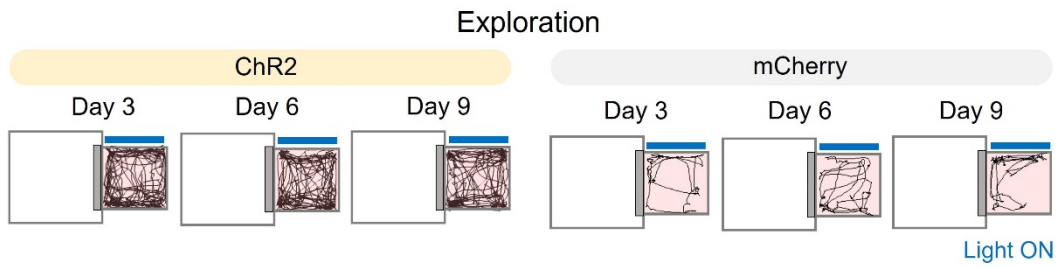 Exploration
ChR2
Day 3 Day 6 Day 9
mCherry
Day 3 Day 6 Day 9
Light ON